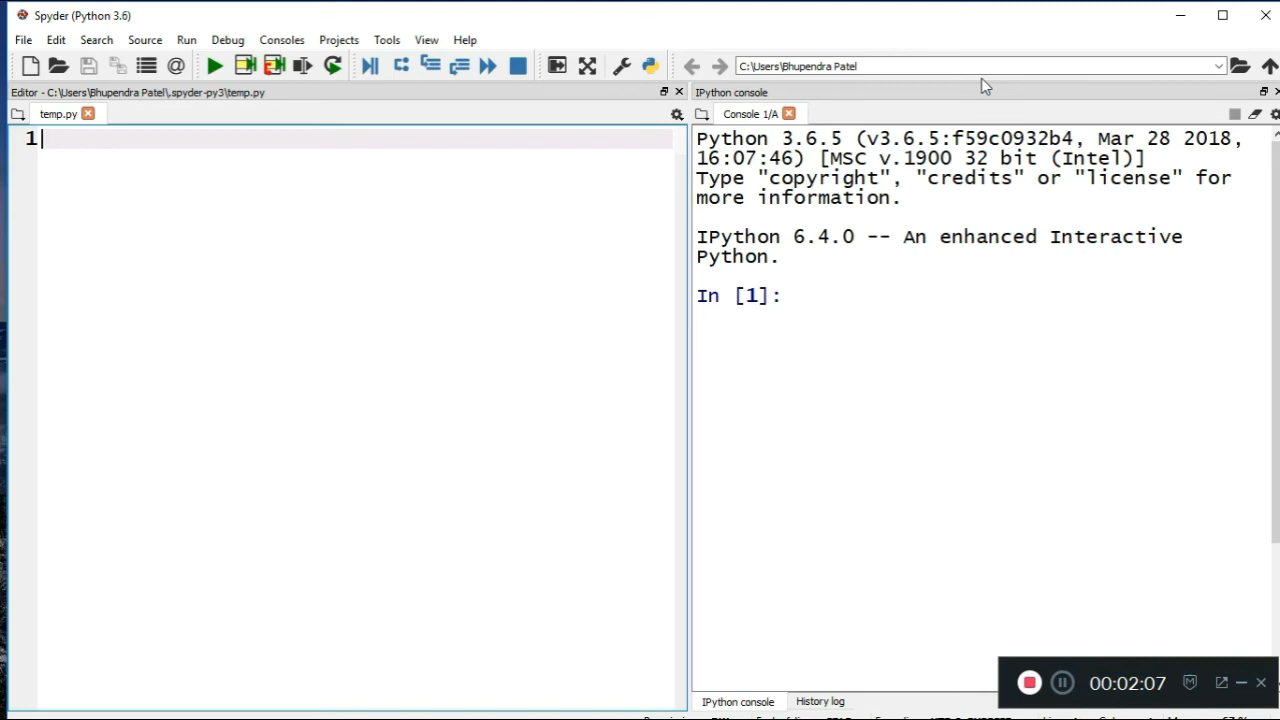 Spyder (Python 3.6)
File Edit Search Source Run Debug Consoles Projects Tools View Help
C:\Users\Bhupendra Patel
Editor - C:\Users\Bhupendra Patel\.spyder-py3\temp.py
IPython console
temp.py
Console 1/A
1
Python 3.6.5 (v3.6.5:f59c0932b4, Mar 28 2018,
16:07:46) [MSC v.1900 32 bit (Intel)]
Type "copyright", "credits" or "license" for
more information.
IPython 6.4.0 -- An enhanced Interactive
Python.
In [1]:
00:02:07
IPython console History log